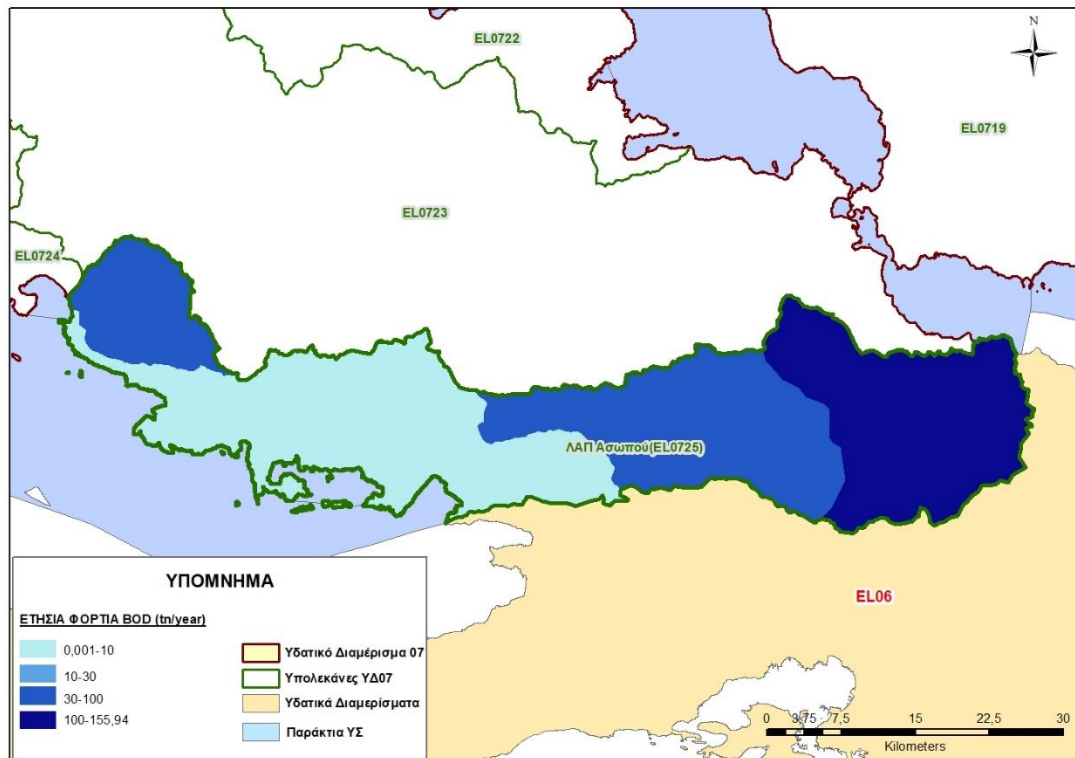 EL0722
N
EL0719
EL0723
EL0724
ΛΑΠ Ασωπού(EL0725)
EL06
ΥΠΟΜΝΗΜΑ
ΕΤΗΣΙΑ ΦΟΡΤΙΑ BOD (tn/year)
0,001-10
10-30
30-100
100-155,94
Υδατικό Διαμέρισμα 07
Υπολεκάνες ΥΔ07
Υδατικά Διαμερίσματα
Παράκτια ΥΣ
0 3,75 7,5 15 22,5 30
Kilometers